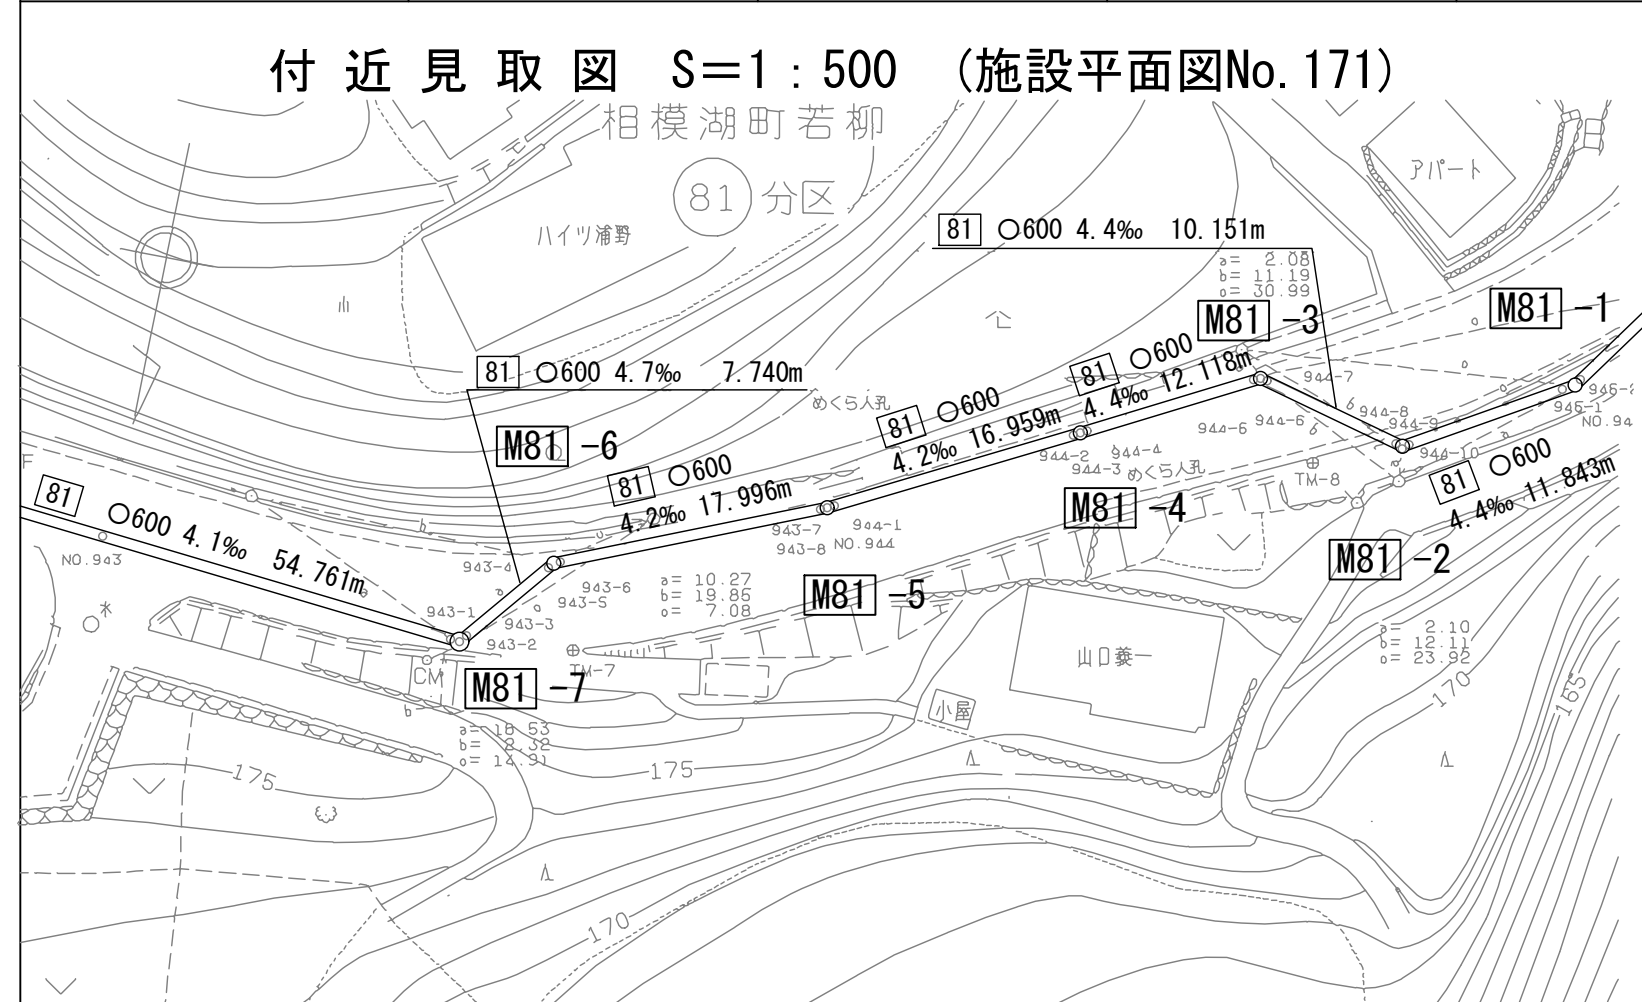 付近見取図 S=1:500 (施設平面図No.171)
相模湖町若柳
81 分区
アパート
ハイツ浦野
81 ○600 4.4‰ 10.151m
a= 2.08
b= 11.19
o= 30.99
M81 -3
M81 -1
81 ○600 4.7‰ 7.740m
めくら人孔
81 ○600
4.4‰ 12.118m
944-7
946-1
NO.94
81 ○600
4.2‰ 16.959m
944-6
944-6
944-8
944-9
944-10
M81 -6
944-2
944-3
944-4
めくら人孔
TM-8
81 ○600
4.4‰ 11.843m
81 ○600
4.2‰ 17.996m
M81 -4
81
○600 4.1‰ 54.761m
943-7
943-8
944-1
NO.944
M81 -2
NO.943
943-4
943-6
943-5
a= 10.27
b= 19.86
o= 7.08
M81 -5
水
943-1
943-3
943-2
TM-7
CM
M81 -7
山口義一
a= 2.10
b= 12.11
o= 23.92
小屋
170
165
b
a= 18.53
b= 2.32
o= 14.91
175
175
170